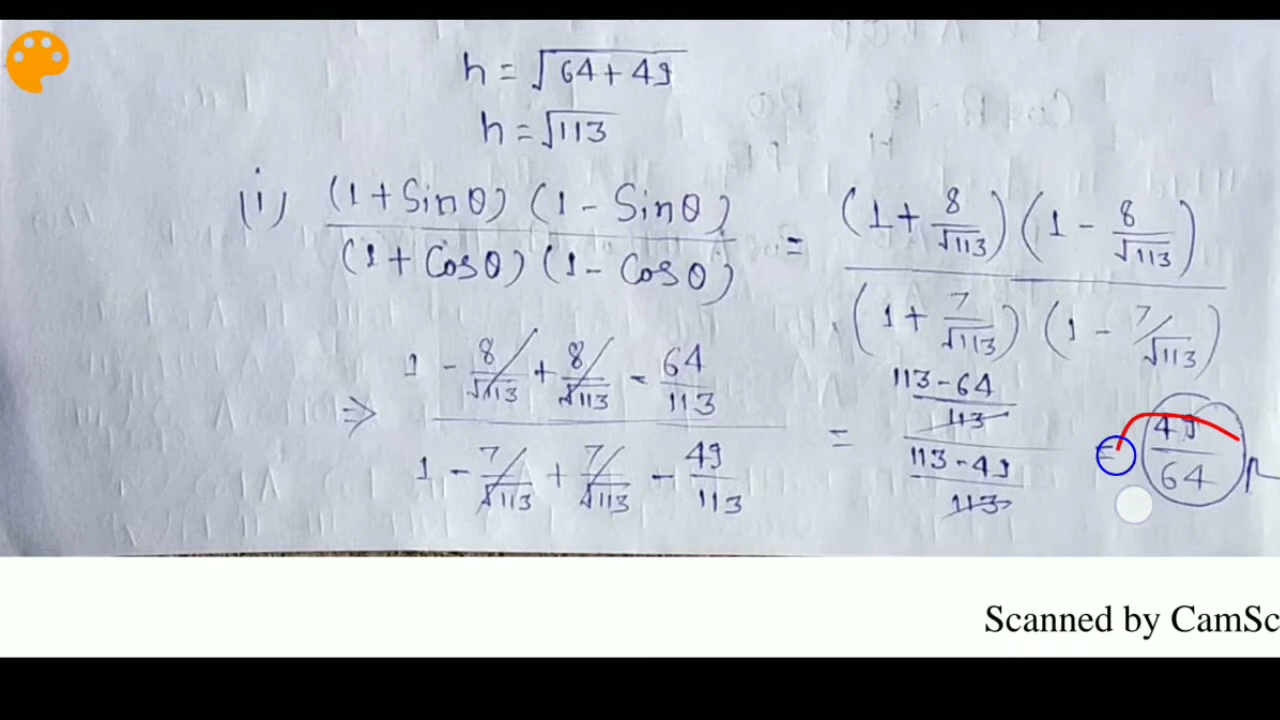 h = √64+49
h = √113
(i) (1 + Sinθ) (1 - Sinθ) / (1 + Cosθ) (1 - Cosθ) = (1 + 8/√113) (1 - 8/√113) / (1 + 7/√113) (1 - 7/√113)
⇒ 1 - 8/√113 + 8/√113 - 64/113 / 1 - 7/√113 + 7/√113 - 49/113 = 113-64/113 / 113-49/113 = 49/64
Scanned by CamSc